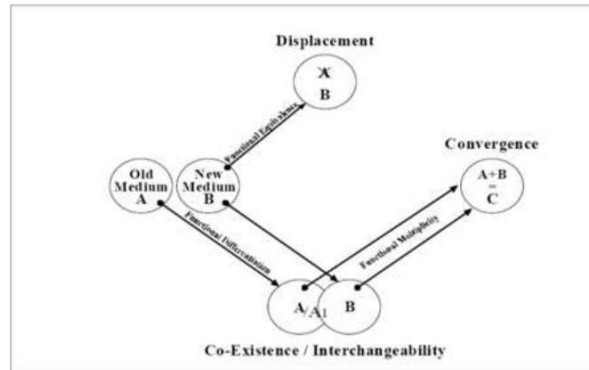 Displacement
A
B
Functional Equivalence
Convergence
Old
Medium
A
New
Medium
B
A+B
=
C
Functional Differentiation
Functional Multiplicity
A/A1
B
Co-Existence / Interchangeability